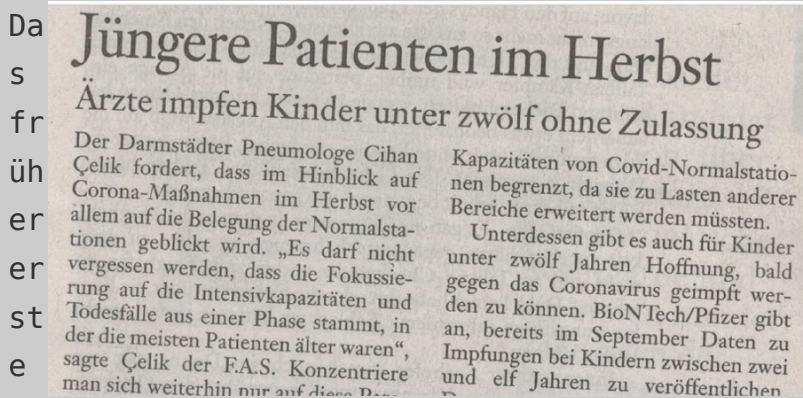 Da
s
fr
üh
er
er
st
e
Jüngere Patienten im Herbst
Ärzte impfen Kinder unter zwölf ohne Zulassung
Der Darmstädter Pneumologe Cihan
Çelik fordert, dass im Hinblick auf
Corona-Maßnahmen im Herbst vor
allem auf die Belegung der Normalsta-
tionen geblickt wird. „Es darf nicht
vergessen werden, dass die Fokussie-
rung auf die Intensivkapazitäten und
Todesfälle aus einer Phase stammt, in
der die meisten Patienten älter waren“,
sagte Çelik der F.A.S. Konzentriere
man sich weiterhin nur auf diese
Kapazitäten von Covid-Normalstatio-
nen begrenzt, da sie zu Lasten anderer
Bereiche erweitert werden müssten.
Unterdessen gibt es auch für Kinder
unter zwölf Jahren Hoffnung, bald
gegen das Coronavirus geimpft wer-
den zu können. BioNTech/Pfizer gibt
an, bereits im September Daten zu
Impfungen bei Kindern zwischen zwei
und elf Jahren zu veröffentlichen